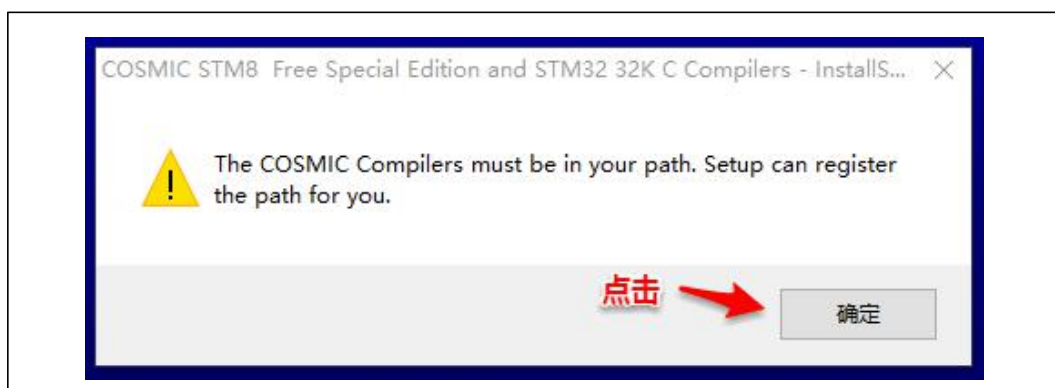 COSMIC STM8 Free Special Edition and STM32 32K C Compilers - InstallS...
The COSMIC Compilers must be in your path. Setup can register
the path for you.
点击
确定